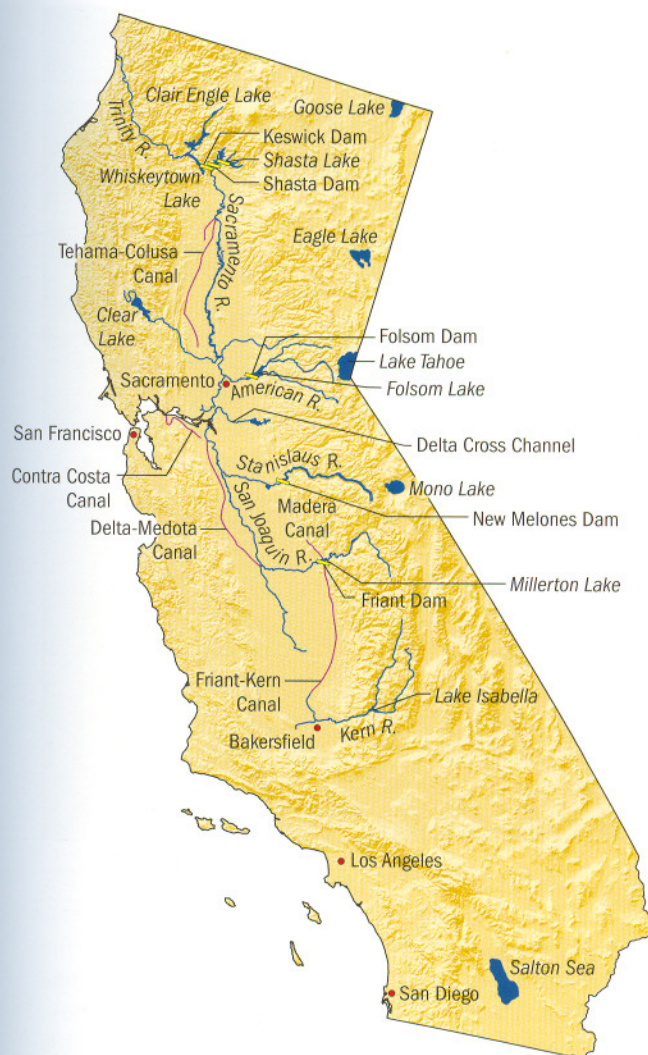 Clair Engle Lake
Goose Lake
Trinity R.
Keswick Dam
Shasta Lake
Whiskeytown
Lake
Shasta Dam
Sacramento R.
Eagle Lake
Tehama-Colusa
Canal
Clear
Lake
Folsom Dam
Lake Tahoe
Sacramento
American R.
Folsom Lake
San Francisco
Delta Cross Channel
Contra Costa
Canal
Stanislaus R.
Mono Lake
New Melones Dam
Delta-Medota
Canal
San Joaquin R.
Madera
Canal
Millerton Lake
Friant Dam
Friant-Kern
Canal
Lake Isabella
Bakersfield
Kern R.
Los Angeles
Salton Sea
San Diego